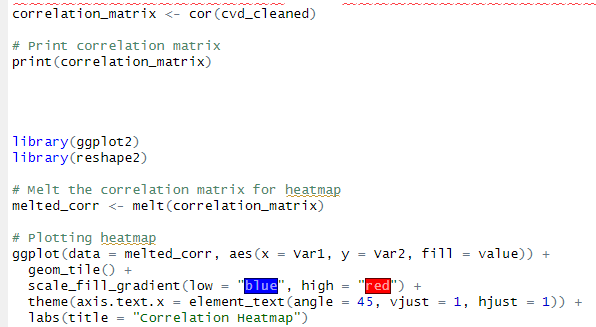 correlation_matrix <- cor(cvd_cleaned)
# Print correlation matrix
print(correlation_matrix)
library(ggplot2)
library(reshape2)
# Melt the correlation matrix for heatmap
melted_corr <- melt(correlation_matrix)
# Plotting heatmap
ggplot(data = melted_corr, aes(x = Var1, y = Var2, fill = value)) +
  geom_tile() +
  scale_fill_gradient(low = "blue", high = "red") +
  theme(axis.text.x = element_text(angle = 45, vjust = 1, hjust = 1)) +
  labs(title = "Correlation Heatmap")